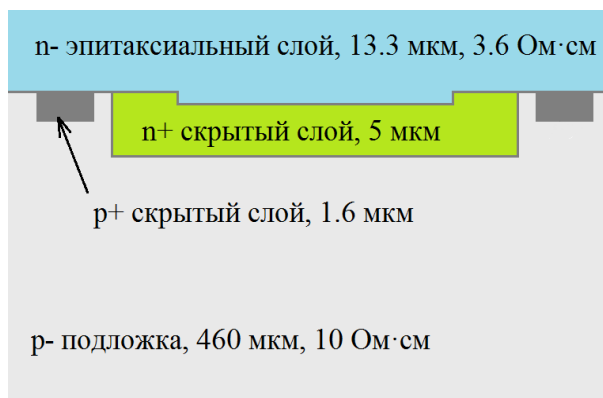 n- эпитаксиальный слой, 13.3 мкм, 3.6 Ом·см
n+ скрытый слой, 5 мкм
p+ скрытый слой, 1.6 мкм
p- подложка, 460 мкм, 10 Ом·см